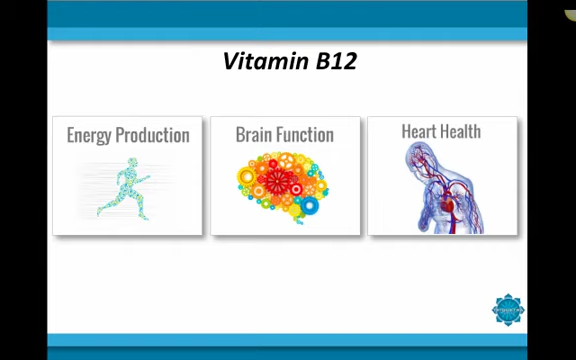 Vitamin B12
Energy Production
Brain Function
Heart Health